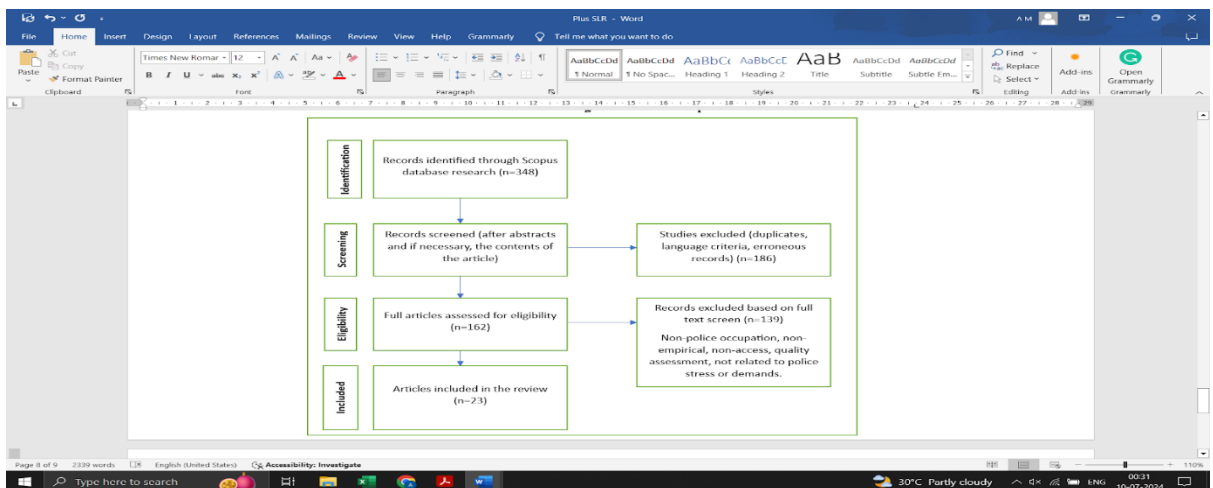 Plus SLR - Word
A M
File Home Insert Design Layout References Mailings Review View Help Grammarly Tell me what you want to do
Cut
Copy
Format Painter
Paste
Clipboard
Times New Romar 12
Font
Paragraph
AaBbCcDd AaBbCcDd AaBbCc AaBbCcE AaB AaBbCcDd AaBbCcDd
¶ Normal ¶ No Spac... Heading 1 Heading 2 Title Subtitle Subtle Em...
Styles
Find
Replace
Select
Editing
Add-ins
Add-ins
Open
Grammarly
Grammarly
Identification
Records identified through Scopus
database research (n=348)
Screening
Records screened (after abstracts
and if necessary, the contents of
the article)
Studies excluded (duplicates,
language criteria, erroneous
records) (n=186)
Eligibility
Full articles assessed for eligibility
(n=162)
Records excluded based on full
text screen (n=139)
Non-police occupation, non-
empirical, non-access, quality
assessment, not related to police
stress or demands.
Included
Articles included in the review
(n=23)
Page 8 of 9 2339 words English (United States) Accessibility: Investigate
110%
Type here to search
30°C Partly cloudy
ENG
00:31
10-07-2024